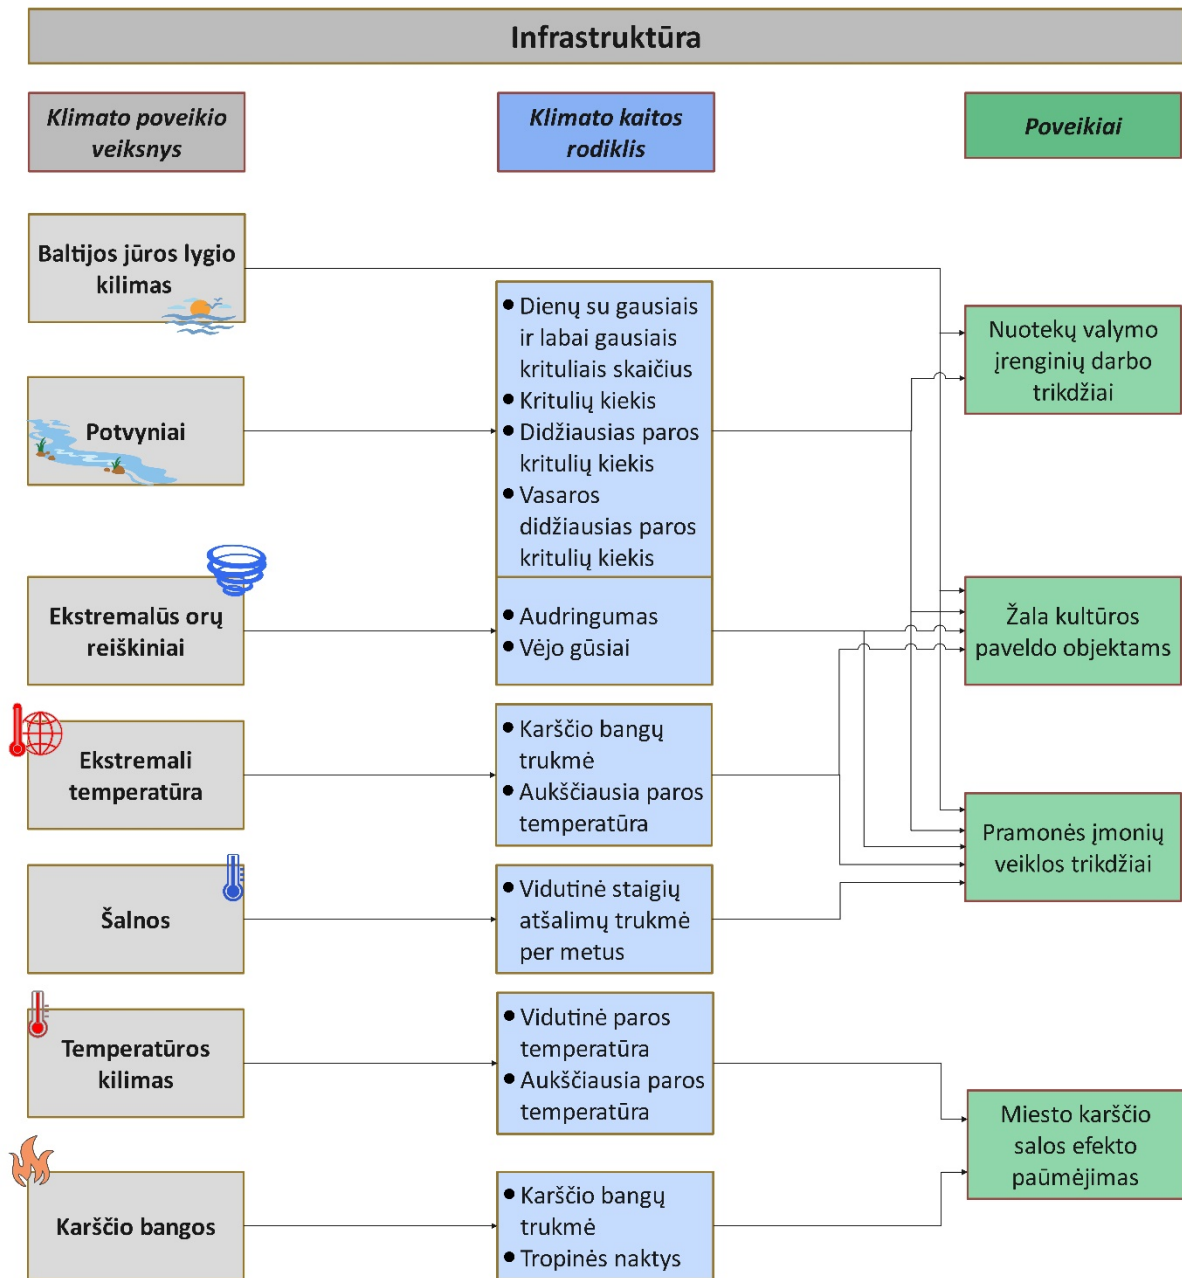 Infrastruktūra
Klimato poveikio
veiksnys
Klimato kaitos
rodiklis
Poveikiai
Baltijos jūros lygio
kilimas
Potvyniai
Ekstremalūs orų
reiškiniai
Ekstremali
temperatūra
Šalnos
Temperatūros
kilimas
Karščio bangos
● Dienų su gausiais
ir labai gausiais
krituliais skaičius
● Kritulių kiekis
● Didžiausias paros
kritulių kiekis
● Vasaros
didžiausias paros
kritulių kiekis
● Audringumas
● Vėjo gūsiai
● Karščio bangų
trukmė
● Aukščiausia paros
temperatūra
● Vidutinė staigių
atšalimų trukmė
per metus
● Vidutinė paros
temperatūra
● Aukščiausia paros
temperatūra
● Karščio bangų
trukmė
● Tropinės naktys
Nuotekų valymo
įrenginių darbo
trikdžiai
Žala kultūros
paveldo objektams
Pramonės įmonių
veiklos trikdžiai
Miesto karščio
salos efekto
paūmėjimas